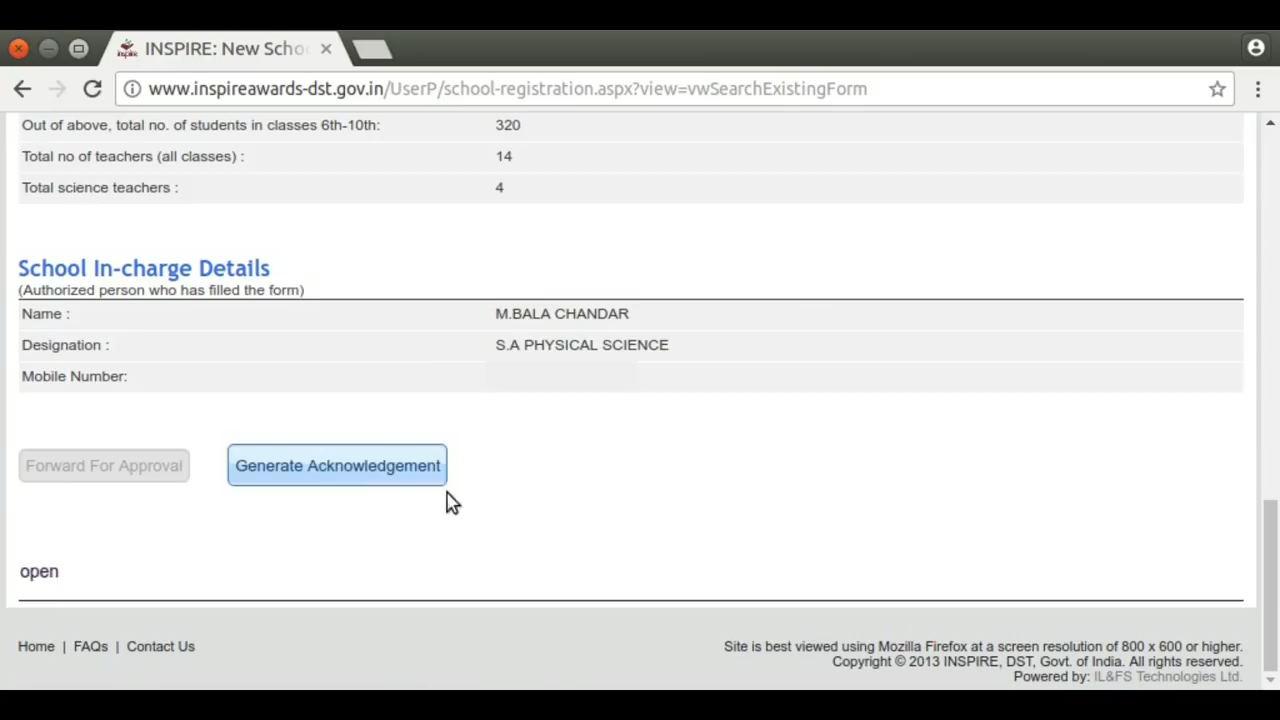 INSPIRE: New Scho
www.inspireawards-dst.gov.in/UserP/school-registration.aspx?view=vwSearchExistingForm
Out of above, total no. of students in classes 6th-10th: 320
Total no of teachers (all classes) : 14
Total science teachers : 4
School In-charge Details
(Authorized person who has filled the form)
Name : M.BALA CHANDAR
Designation : S.A PHYSICAL SCIENCE
Mobile Number:
Forward For Approval Generate Acknowledgement
open
Home | FAQs | Contact Us
Site is best viewed using Mozilla Firefox at a screen resolution of 800 x 600 or higher.
Copyright © 2013 INSPIRE, DST, Govt. of India. All rights reserved.
Powered by: IL&FS Technologies Ltd.